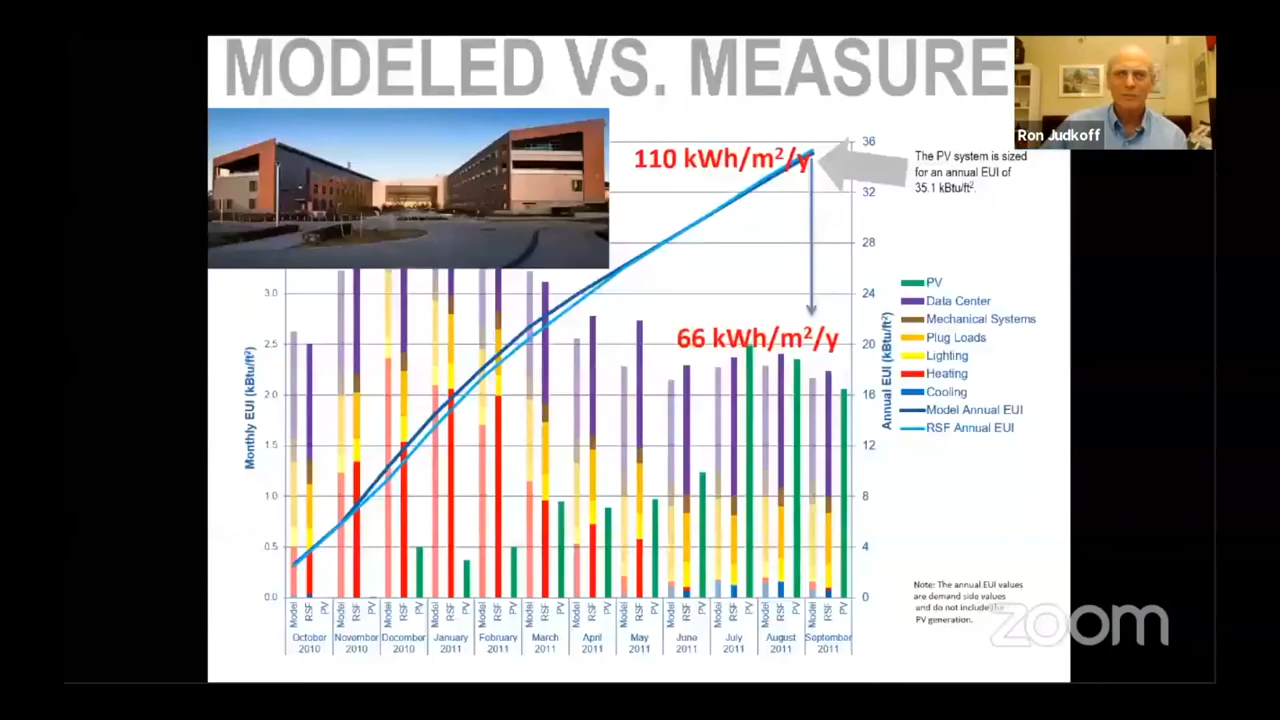 MODELED VS. MEASURE
Ron Judkoff
110 kWh/m²/y
36
The PV system is sized
for an annual EUI of
35.1 kBtu/ft².
32
28
3.0
24
PV
Data Center
Mechanical Systems
Plug Loads
Lighting
Heating
Cooling
Model Annual EUI
RSF Annual EUI
66 kWh/m²/y
2.5
20
2.0
16
1.5
12
1.0
8
0.5
4
0.0
0
Monthly EUI (kBtu/ft²)
Annual EUI (kBtu/ft²)
Model RSF PV Model RSF PV Model RSF PV Model RSF PV Model RSF PV Model RSF PV Model RSF PV Model RSF PV Model RSF PV Model RSF PV Model RSF PV Model RSF PV
October November December January February March April May June July August September
2010 2010 2010 2011 2011 2011 2011 2011 2011 2011 2011 2011
Note: The annual EUI values
are demand side values
and do not include the
PV generation.
zoom